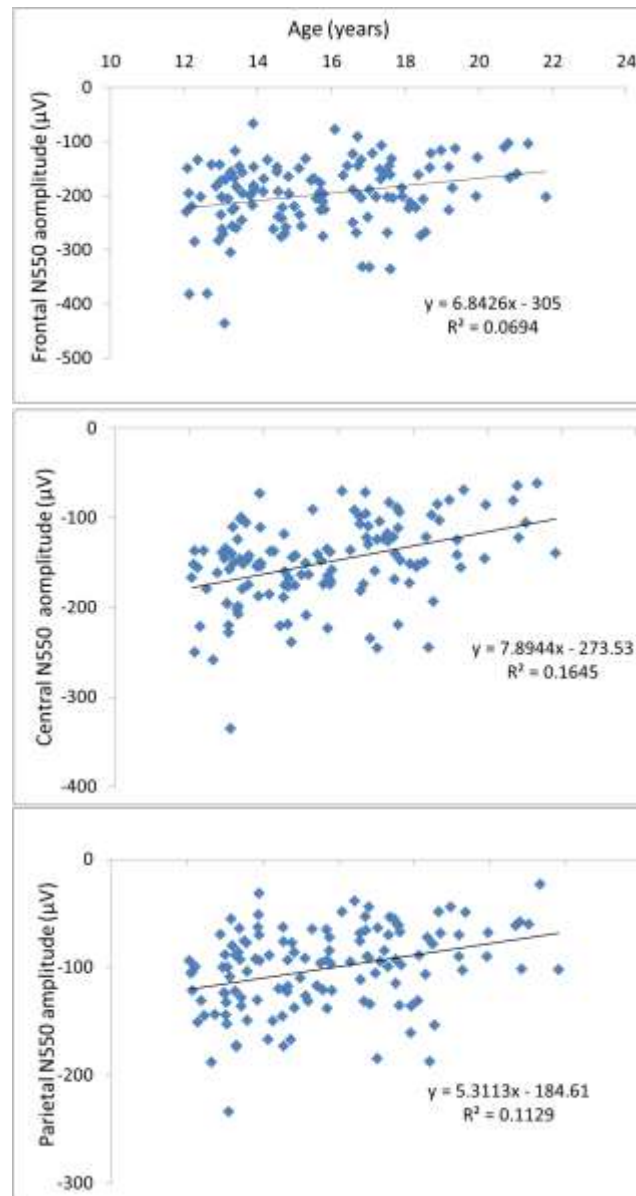 Age (years)
10 12 14 16 18 20 22 24
0
-100
-200
-300
-400
-500
Frontal N550 aomplitude (µV)
y = 6.8426x - 305
R² = 0.0694
0
-100
-200
-300
-400
Central N550 aomplitude (µV)
y = 7.8944x - 273.53
R² = 0.1645
0
-100
-200
-300
Parietal N550 amplitude (µV)
y = 5.3113x - 184.61
R² = 0.1129